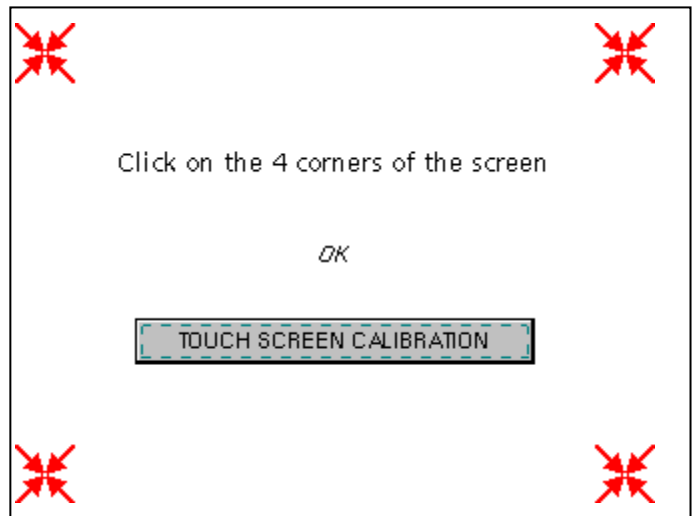 Click on the 4 corners of the screen
OK
TOUCH SCREEN CALIBRATION